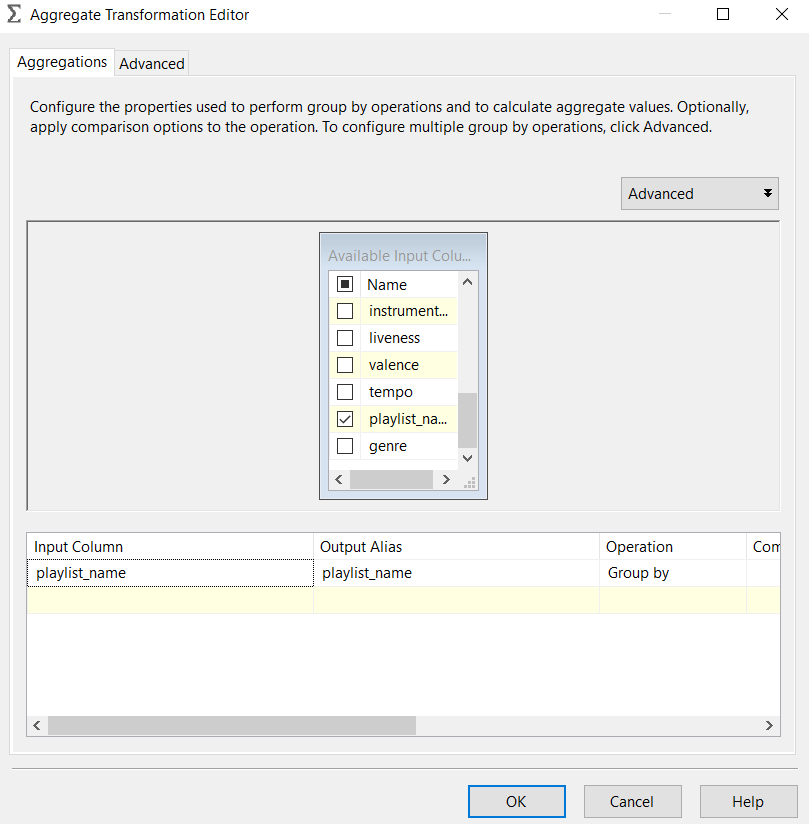 Aggregate Transformation Editor
Aggregations Advanced
Configure the properties used to perform group by operations and to calculate aggregate values. Optionally,
apply comparison options to the operation. To configure multiple group by operations, click Advanced.
Advanced
Available Input Colu...
Name
instrument...
liveness
valence
tempo
playlist_na...
genre
Input Column Output Alias Operation Com
playlist_name playlist_name Group by
OK Cancel Help